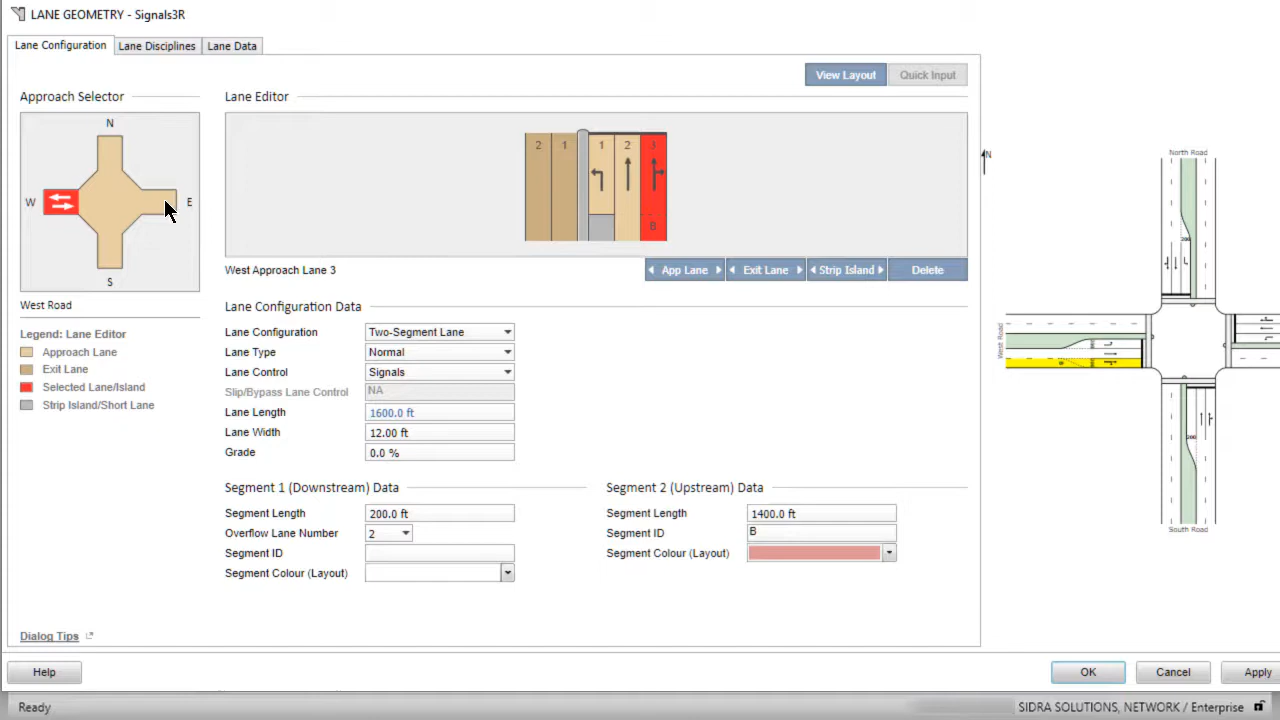 LANE GEOMETRY - Signals3R
Lane Configuration Lane Disciplines Lane Data
View Layout Quick Input
Approach Selector Lane Editor
N
W E
S
2 1 1 2 3
B
West Approach Lane 3
App Lane Exit Lane Strip Island Delete
West Road
Legend: Lane Editor
Approach Lane
Exit Lane
Selected Lane/Island
Strip Island/Short Lane
Lane Configuration Data
Lane Configuration Two-Segment Lane
Lane Type Normal
Lane Control Signals
Slip/Bypass Lane Control NA
Lane Length 1600.0 ft
Lane Width 12.00 ft
Grade 0.0 %
Segment 1 (Downstream) Data
Segment Length 200.0 ft
Overflow Lane Number 2
Segment ID
Segment Colour (Layout)
Segment 2 (Upstream) Data
Segment Length 1400.0 ft
Segment ID B
Segment Colour (Layout)
N
North Road
200
West Road
B
200
South Road
Dialog Tips
Help OK Cancel Apply
Ready SIDRA SOLUTIONS, NETWORK / Enterprise